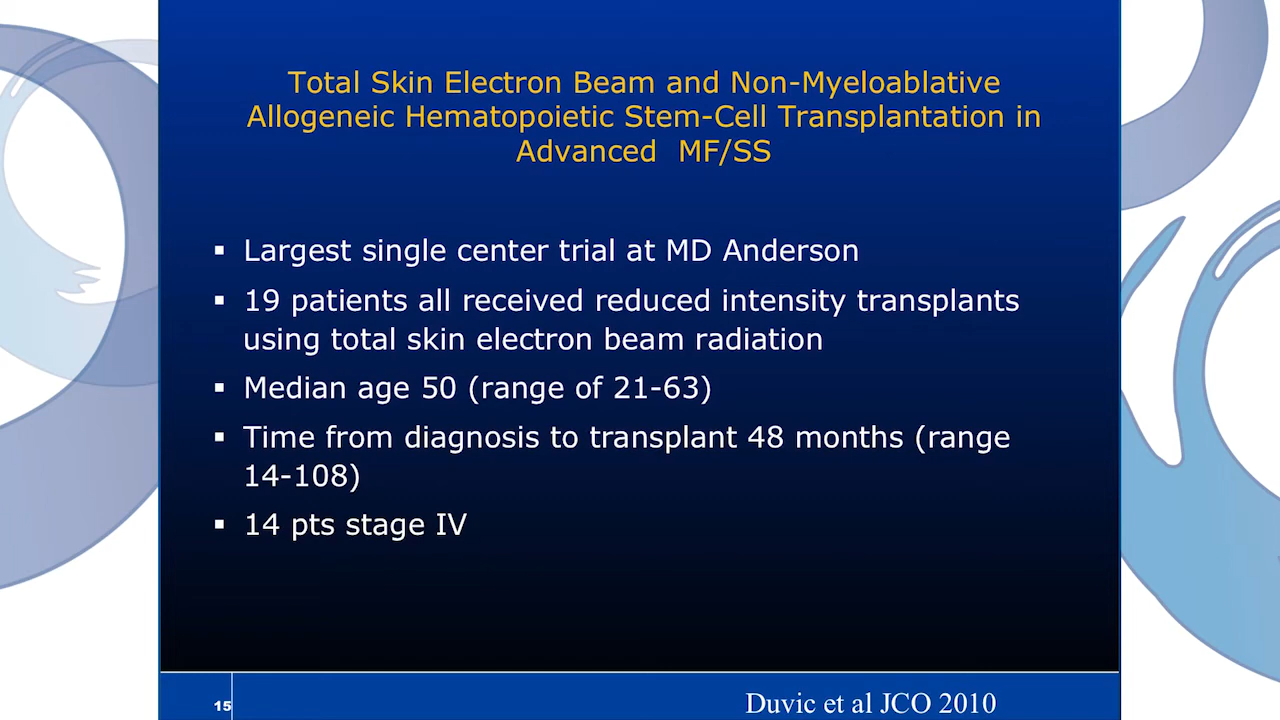 Total Skin Electron Beam and Non-Myeloablative
Allogeneic Hematopoietic Stem-Cell Transplantation in
Advanced  MF/SS
▪ Largest single center trial at MD Anderson
▪ 19 patients all received reduced intensity transplants
using total skin electron beam radiation
▪ Median age 50 (range of 21-63)
▪ Time from diagnosis to transplant 48 months (range
14-108)
▪ 14 pts stage IV
15
Duvic et al JCO 2010